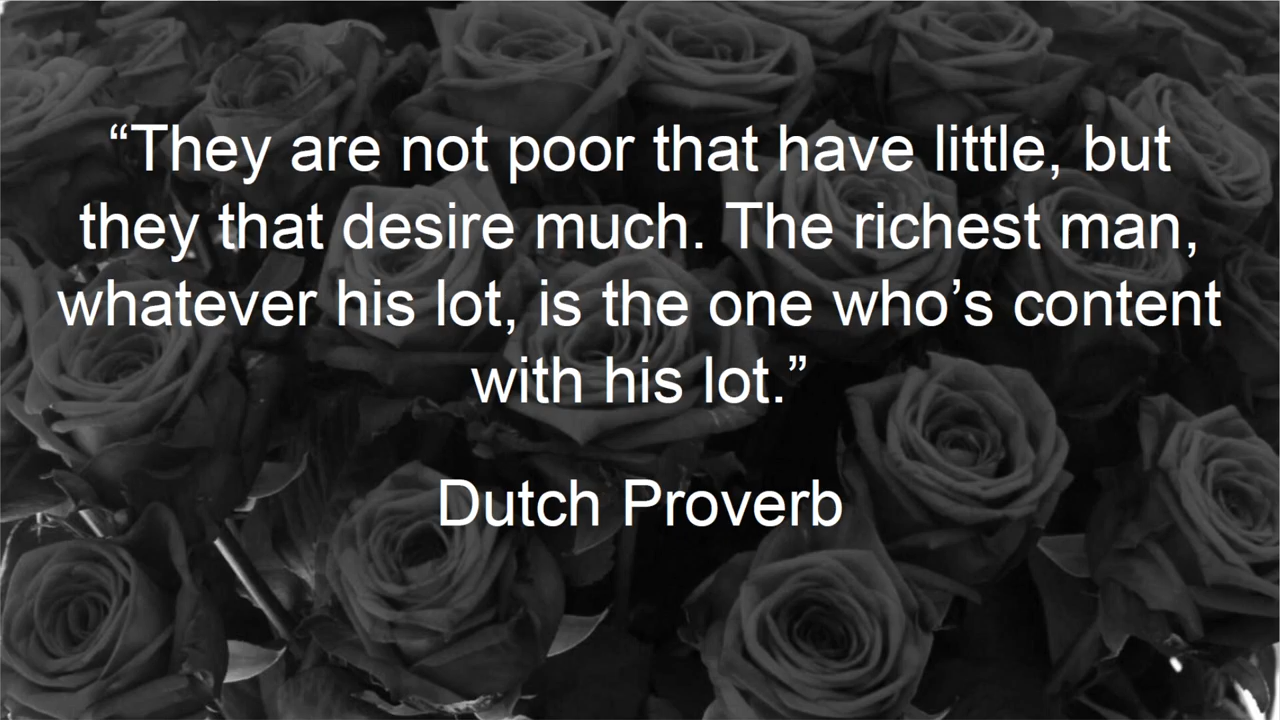 “They are not poor that have little, but
they that desire much. The richest man,
whatever his lot, is the one who’s content
with his lot.”
Dutch Proverb